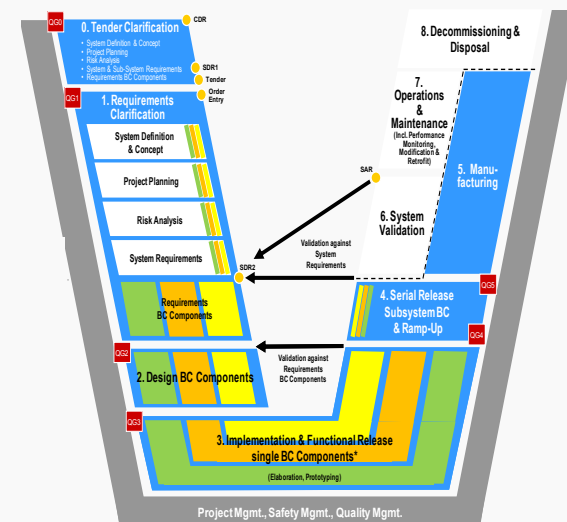 QG0
0. Tender Clarification
• System Definition & Concept
• Project Planning
• Risk Analysis
• System & Sub-System Requirements
• Requirements BC Components
CDR
SDR1
Tender
Order
Entry
QG1
1. Requirements
Clarification
System Definition
& Concept
Project Planning
Risk Analysis
System Requirements
SDR2
Requirements
BC Components
QG2
2. Design BC Components
QG3
3. Implementation & Functional Release
single BC Components*
(Elaboration, Prototyping)
Validation against
System
Requirements
Validation against
Requirements
BC Components
SAR
8. Decommissioning &
Disposal
7.
Operations
&
Maintenance
(Incl. Performance
Monitoring,
Modification &
Retrofit)
6. System
Validation
5. Manu-
facturing
QG5
4. Serial Release
Subsystem BC
& Ramp-Up
QG4
Project Mgmt., Safety Mgmt., Quality Mgmt.